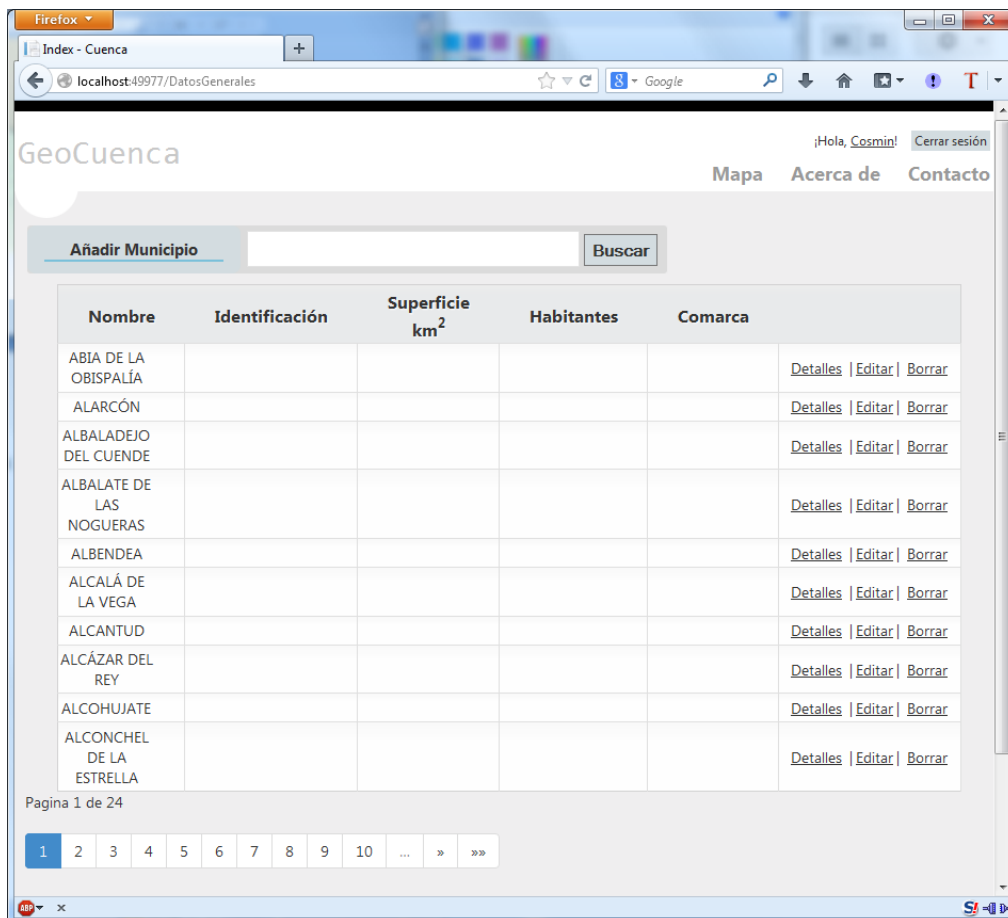 Firefox
Index - Cuenca
localhost:49977/DatosGenerales
8 Google
T
¡Hola, Cosmin! Cerrar sesión
GeoCuenca
Mapa Acerca de Contacto
Añadir Municipio Buscar
Nombre Identificación Superficie km2 Habitantes Comarca
ABIA DE LA
OBISPALÍA
Detalles | Editar | Borrar
ALARCÓN Detalles | Editar | Borrar
ALBALADEJO
DEL CUENDE
Detalles | Editar | Borrar
ALBALATE DE
LAS
NOGUERAS
Detalles | Editar | Borrar
ALBENDEA Detalles | Editar | Borrar
ALCALÁ DE
LA VEGA
Detalles | Editar | Borrar
ALCANTUD Detalles | Editar | Borrar
ALCÁZAR DEL
REY
Detalles | Editar | Borrar
ALCOHUJATE Detalles | Editar | Borrar
ALCONCHEL
DE LA
ESTRELLA
Detalles | Editar | Borrar
Pagina 1 de 24
1 2 3 4 5 6 7 8 9 10 ... » »»
ABP
S!